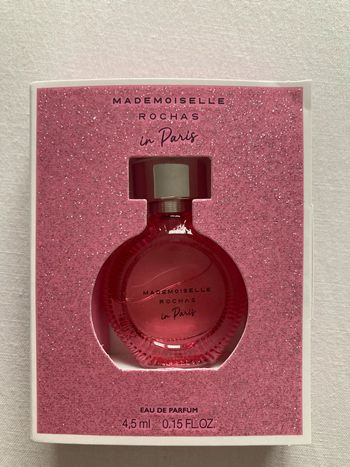 MADEMOISELLE
ROCHAS
in Paris
MADEMOISELLE
ROCHAS
in Paris
EAU DE PARFUM
4,5 ml 0.15 FL.OZ